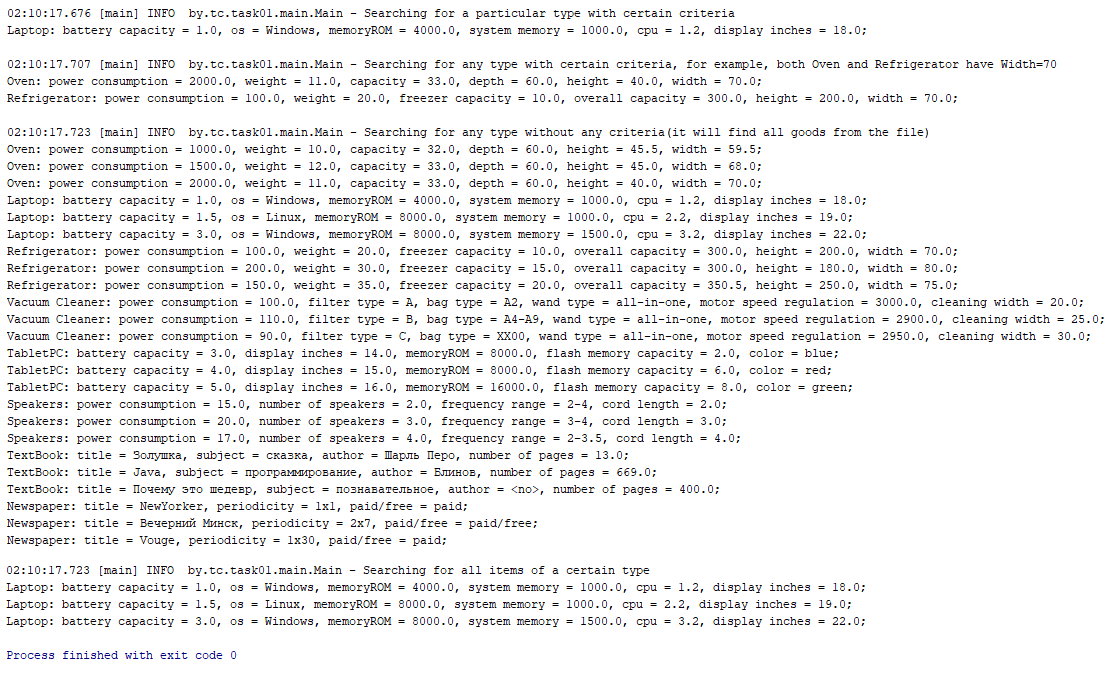 02:10:17.676 [main] INFO  by.tc.task01.main.Main - Searching for a particular type with certain criteria
Laptop: battery capacity = 1.0, os = Windows, memoryROM = 4000.0, system memory = 1000.0, cpu = 1.2, display inches = 18.0;
02:10:17.707 [main] INFO  by.tc.task01.main.Main - Searching for any type with certain criteria, for example, both Oven and Refrigerator have Width=70
Oven: power consumption = 2000.0, weight = 11.0, capacity = 33.0, depth = 60.0, height = 40.0, width = 70.0;
Refrigerator: power consumption = 100.0, weight = 20.0, freezer capacity = 10.0, overall capacity = 300.0, height = 200.0, width = 70.0;
02:10:17.723 [main] INFO  by.tc.task01.main.Main - Searching for any type without any criteria(it will find all goods from the file)
Oven: power consumption = 1000.0, weight = 10.0, capacity = 32.0, depth = 60.0, height = 45.5, width = 59.5;
Oven: power consumption = 1500.0, weight = 12.0, capacity = 33.0, depth = 60.0, height = 45.0, width = 68.0;
Oven: power consumption = 2000.0, weight = 11.0, capacity = 33.0, depth = 60.0, height = 40.0, width = 70.0;
Laptop: battery capacity = 1.0, os = Windows, memoryROM = 4000.0, system memory = 1000.0, cpu = 1.2, display inches = 18.0;
Laptop: battery capacity = 1.5, os = Linux, memoryROM = 8000.0, system memory = 1000.0, cpu = 2.2, display inches = 19.0;
Laptop: battery capacity = 3.0, os = Windows, memoryROM = 8000.0, system memory = 1500.0, cpu = 3.2, display inches = 22.0;
Refrigerator: power consumption = 100.0, weight = 20.0, freezer capacity = 10.0, overall capacity = 300.0, height = 200.0, width = 70.0;
Refrigerator: power consumption = 200.0, weight = 30.0, freezer capacity = 15.0, overall capacity = 300.0, height = 180.0, width = 80.0;
Refrigerator: power consumption = 150.0, weight = 35.0, freezer capacity = 20.0, overall capacity = 350.5, height = 250.0, width = 75.0;
Vacuum Cleaner: power consumption = 100.0, filter type = A, bag type = A2, wand type = all-in-one, motor speed regulation = 3000.0, cleaning width = 20.0;
Vacuum Cleaner: power consumption = 110.0, filter type = B, bag type = A4-A9, wand type = all-in-one, motor speed regulation = 2900.0, cleaning width = 25.0;
Vacuum Cleaner: power consumption = 90.0, filter type = C, bag type = XX00, wand type = all-in-one, motor speed regulation = 2950.0, cleaning width = 30.0;
TabletPC: battery capacity = 3.0, display inches = 14.0, memoryROM = 8000.0, flash memory capacity = 2.0, color = blue;
TabletPC: battery capacity = 4.0, display inches = 15.0, memoryROM = 8000.0, flash memory capacity = 6.0, color = red;
TabletPC: battery capacity = 5.0, display inches = 16.0, memoryROM = 16000.0, flash memory capacity = 8.0, color = green;
Speakers: power consumption = 15.0, number of speakers = 2.0, frequency range = 2-4, cord length = 2.0;
Speakers: power consumption = 20.0, number of speakers = 3.0, frequency range = 3-4, cord length = 3.0;
Speakers: power consumption = 17.0, number of speakers = 4.0, frequency range = 2-3.5, cord length = 4.0;
TextBook: title = Золушка, subject = сказка, author = Шарль Перо, number of pages = 13.0;
TextBook: title = Java, subject = программирование, author = Блинов, number of pages = 669.0;
TextBook: title = Почему это шедевр, subject = познавательное, author = <no>, number of pages = 400.0;
Newspaper: title = NewYorker, periodicity = 1x1, paid/free = paid;
Newspaper: title = Вечерний Минск, periodicity = 2x7, paid/free = paid/free;
Newspaper: title = Vouge, periodicity = 1x30, paid/free = paid;
02:10:17.723 [main] INFO  by.tc.task01.main.Main - Searching for all items of a certain type
Laptop: battery capacity = 1.0, os = Windows, memoryROM = 4000.0, system memory = 1000.0, cpu = 1.2, display inches = 18.0;
Laptop: battery capacity = 1.5, os = Linux, memoryROM = 8000.0, system memory = 1000.0, cpu = 2.2, display inches = 19.0;
Laptop: battery capacity = 3.0, os = Windows, memoryROM = 8000.0, system memory = 1500.0, cpu = 3.2, display inches = 22.0;
Process finished with exit code 0